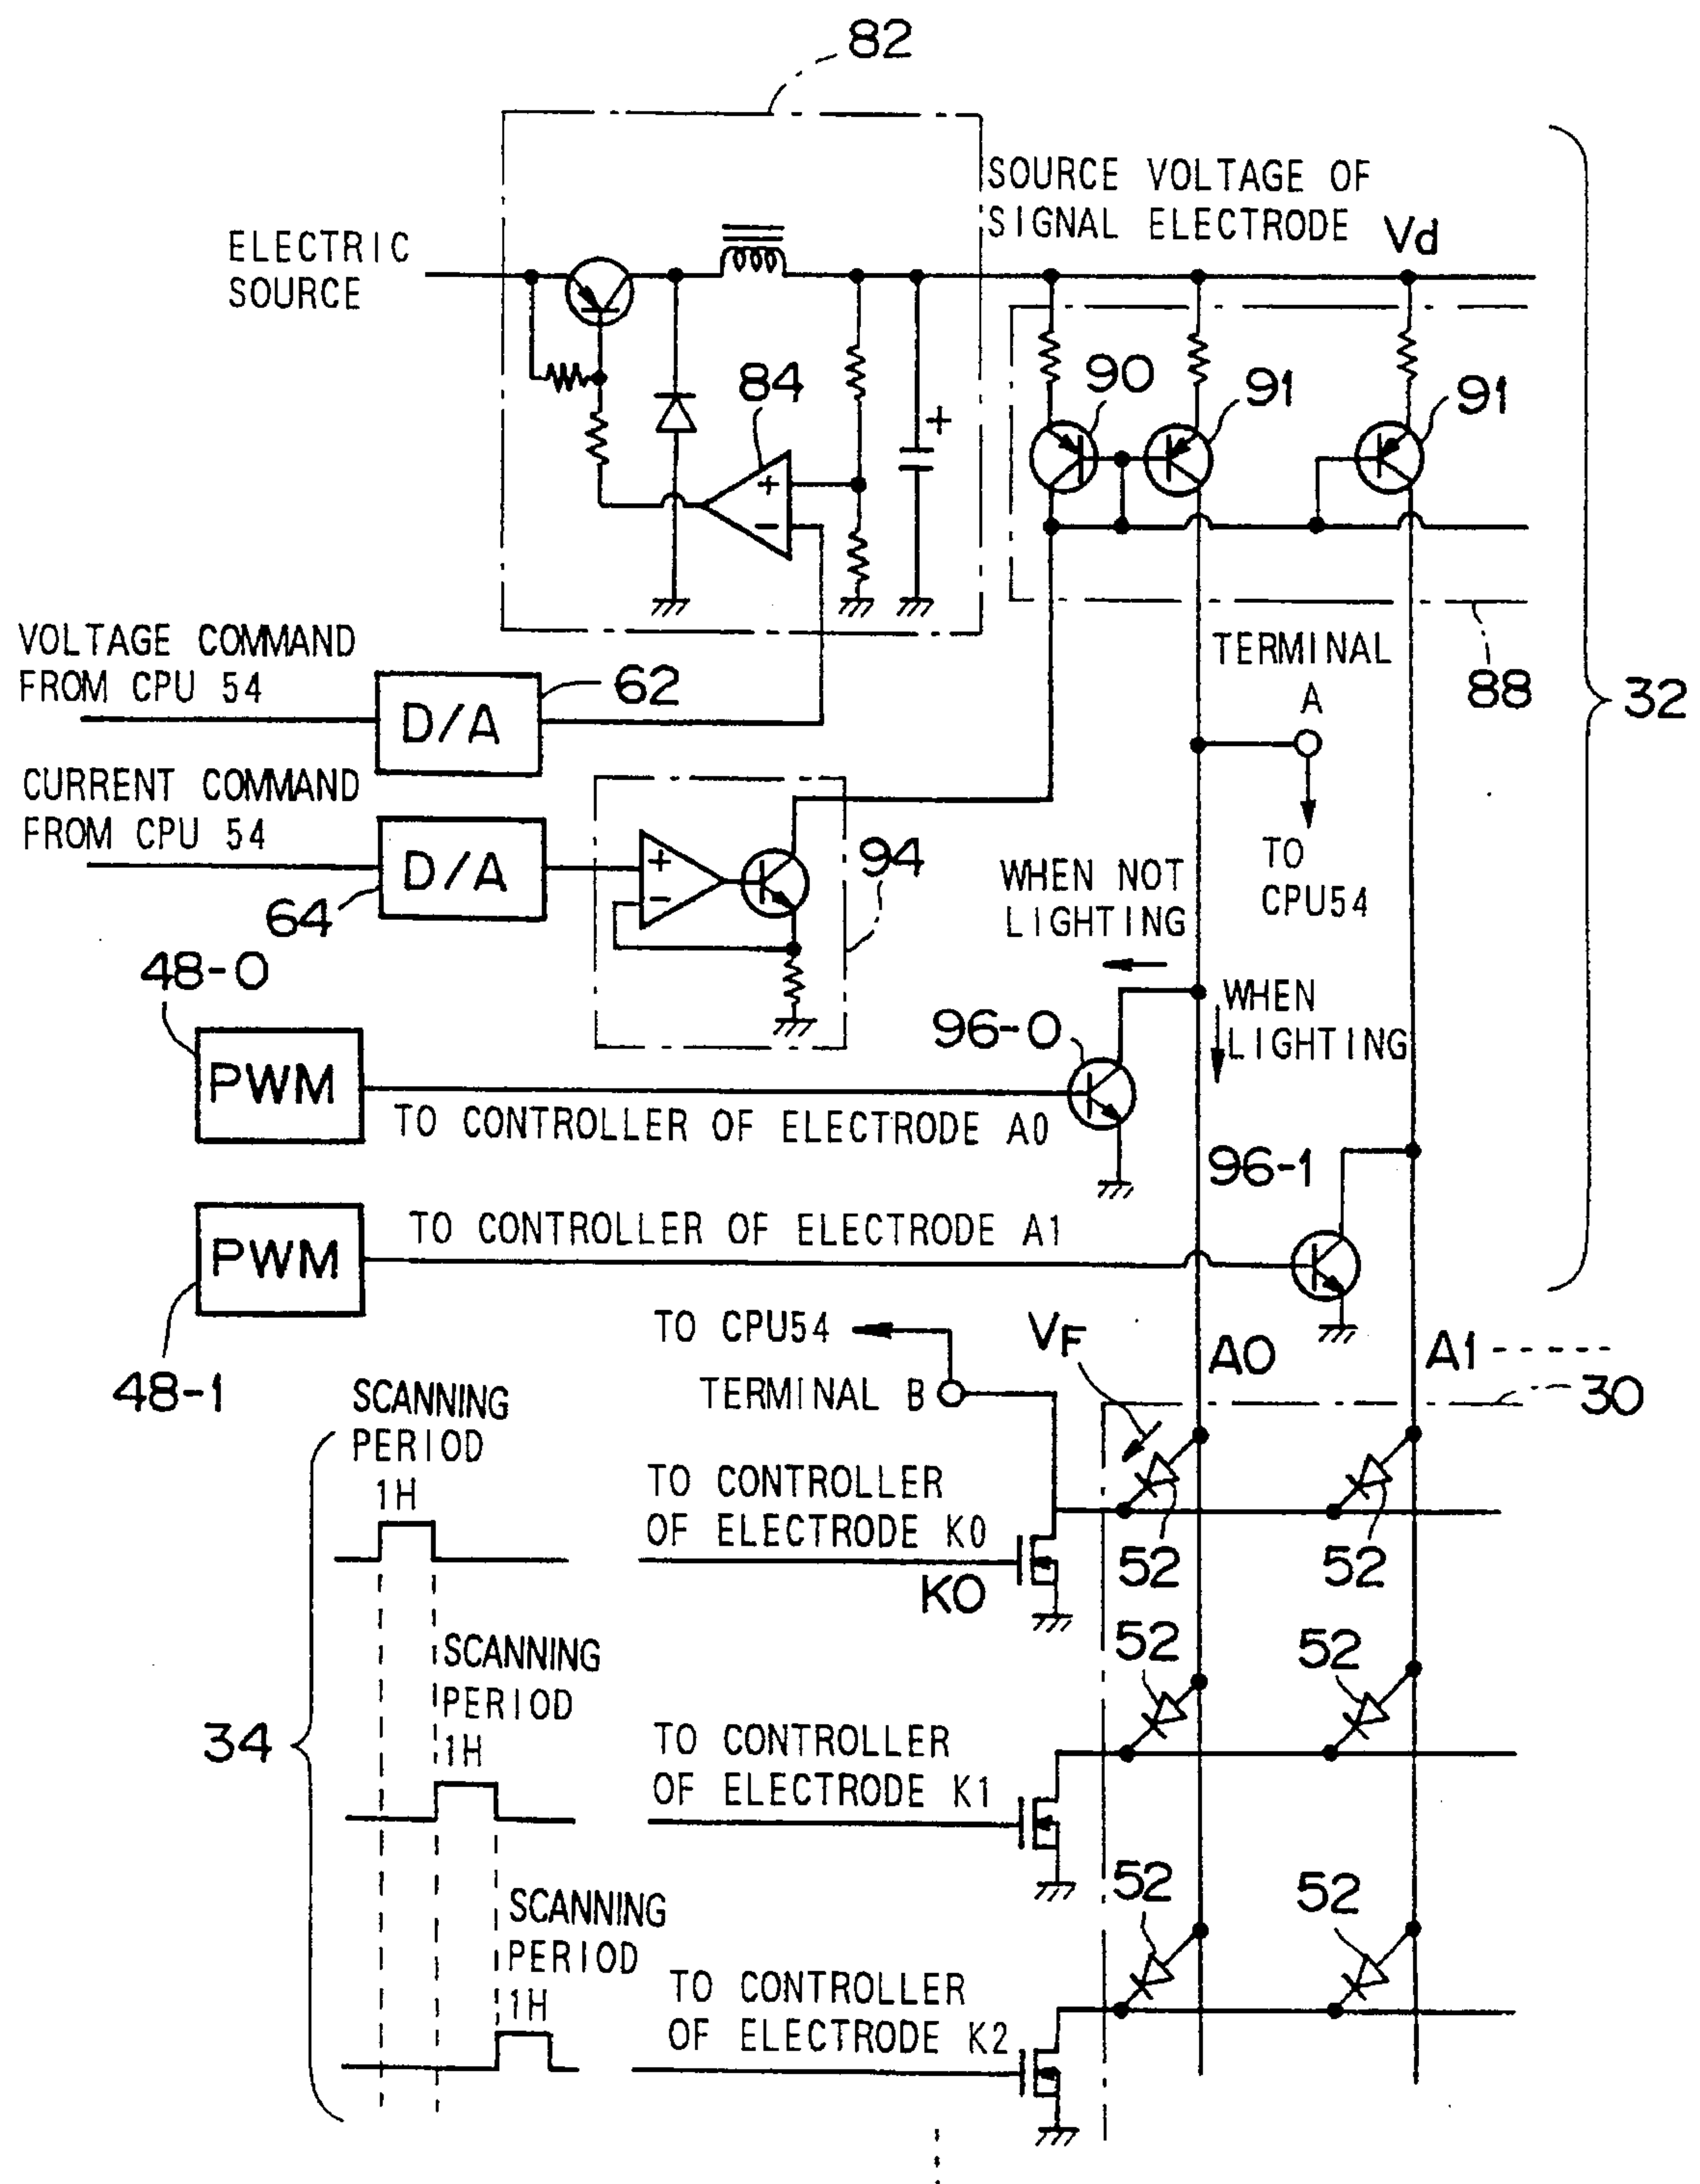 82
SOURCE VOLTAGE OF
SIGNAL ELECTRODE
Vd
ELECTRIC
SOURCE
84
+
+
−
90
91
91
VOLTAGE COMMAND
FROM CPU 54
D/A
62
TERMINAL
A
88
32
CURRENT COMMAND
FROM CPU 54
D/A
64
+
−
94
TO
CPU54
WHEN NOT
LIGHTING
WHEN
LIGHTING
48-0
PWM
96-0
TO CONTROLLER OF ELECTRODE A0
96-1
PWM
TO CONTROLLER OF ELECTRODE A1
48-1
TO CPU54
VF
A0
A1
TERMINAL B
30
SCANNING
PERIOD
1H
TO CONTROLLER
OF ELECTRODE K0
K0
52
52
34
SCANNING
PERIOD
1H
52
52
TO CONTROLLER
OF ELECTRODE K1
SCANNING
PERIOD
1H
52
52
TO CONTROLLER
OF ELECTRODE K2